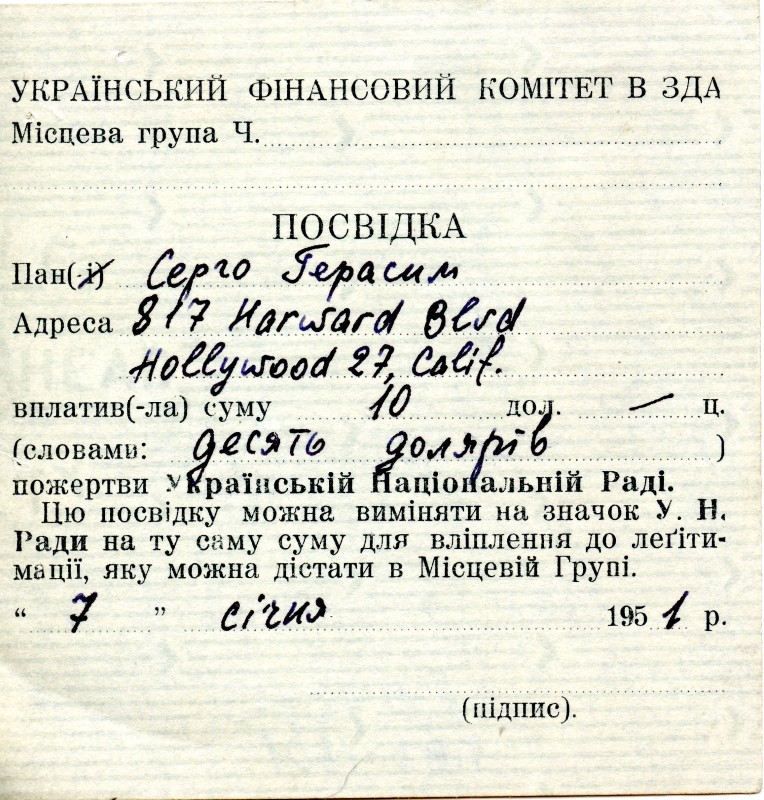 УКРАЇНСЬКИЙ ФІНАНСОВИЙ КОМІТЕТ В ЗДА
Місцева група Ч.
ПОСВІДКА
Пан(-і) Серго Герасим
Адреса 817 Harward Blvd
Hollywood 27, Calif.
вплатив(-ла) суму 10 дол. — ц.
(словами: десять долярів )
пожертви Українській Національній Раді.
Цю посвідку можна виміняти на значок У. Н.
Ради на ту саму суму для вліплення до леґіти-
мації, яку можна дістати в Місцевій Групі.
“ 7 ” січня 1951 р.
(підпис).